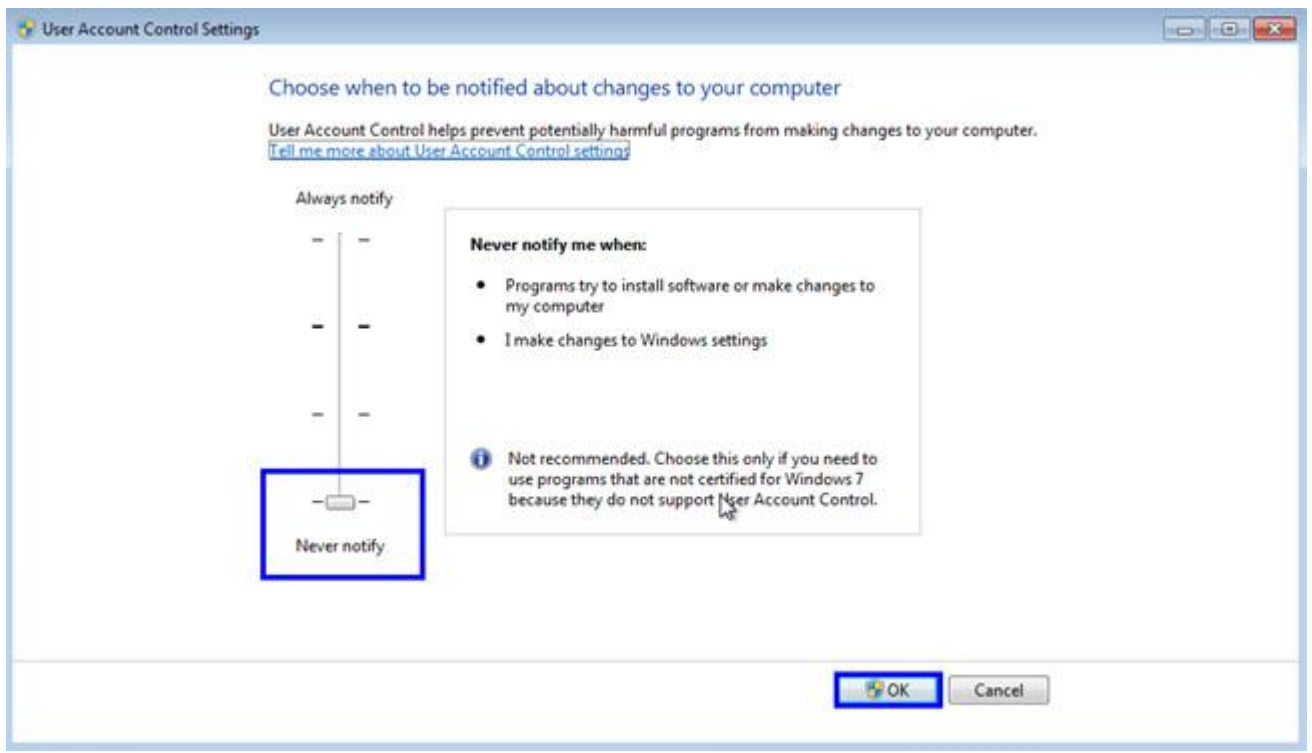 User Account Control Settings
Choose when to be notified about changes to your computer
User Account Control helps prevent potentially harmful programs from making changes to your computer.
Tell me more about User Account Control settings
Always notify
Never notify me when:
• Programs try to install software or make changes to
my computer
• I make changes to Windows settings
Not recommended. Choose this only if you need to
use programs that are not certified for Windows 7
because they do not support User Account Control.
Never notify
OK
Cancel